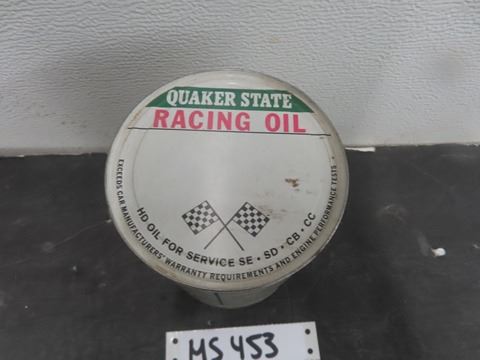 QUAKER STATE
RACING OIL
HD OIL FOR SERVICE SE • SD • CB • CC
EXCEEDS CAR MANUFACTURERS' WARRANTY REQUIREMENTS AND ENGINE PERFORMANCE TESTS •
MS 453